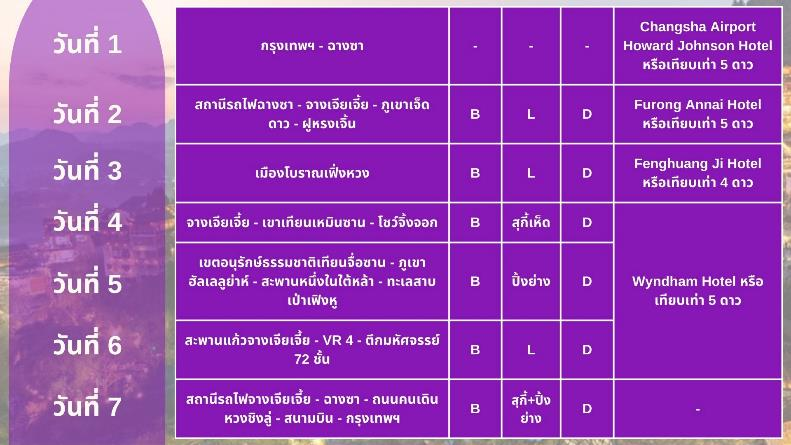 วันที่ 1
กรุงเทพฯ - ฉางซา
-
-
-
Changsha Airport
Howard Johnson Hotel
หรือเทียบเท่า 5 ดาว
วันที่ 2
สถานีรถไฟฉางซา - จางเจียเจี้ย - ภูเขาเจ็ด
ดาว - ฝูหรงเจิ้น
B
L
D
Furong Annai Hotel
หรือเทียบเท่า 5 ดาว
วันที่ 3
เมืองโบราณเฟิ่งหวง
B
L
D
Fenghuang Ji Hotel
หรือเทียบเท่า 4 ดาว
วันที่ 4
จางเจียเจี้ย - เขาเทียนเหมินซาน - โชว์จิ้งจอก
B
สุกี้เห็ด
D
วันที่ 5
เขตอนุรักษ์ธรรมชาติเทียนจื่อซาน - ภูเขา
ฮัลเลลูย่าห์ - สะพานหนึ่งในใต้หล้า - ทะเลสาบ
เป่าเฟิงหู
B
ปิ้งย่าง
D
Wyndham Hotel หรือ
เทียบเท่า 5 ดาว
วันที่ 6
สะพานแก้วจางเจียเจี้ย - VR 4 - ตึกมหัศจรรย์
72 ชั้น
B
L
D
วันที่ 7
สถานีรถไฟจางเจียเจี้ย - ฉางซา - ถนนคนเดิน
หวงซิงลู่ - สนามบิน - กรุงเทพฯ
B
สุกี้+ปิ้ง
ย่าง
D
-